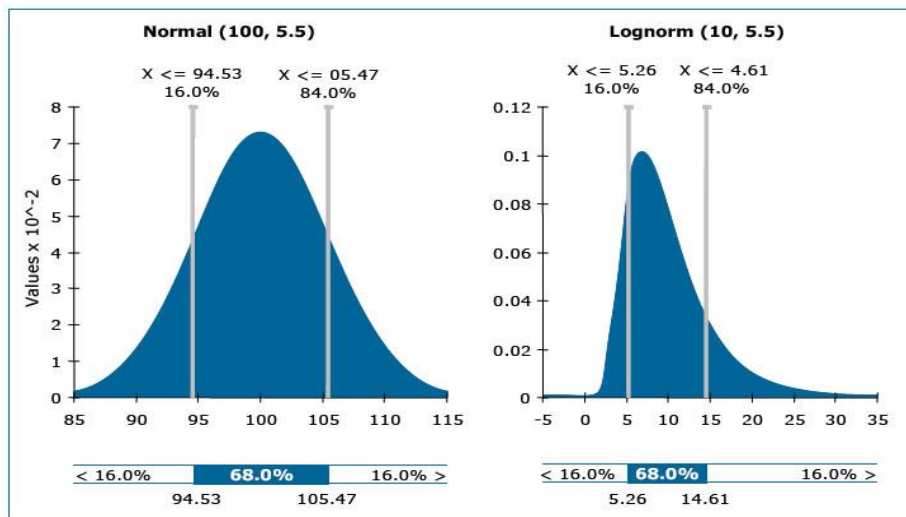 Normal (100, 5.5)
X <= 94.53
16.0%
X <= 05.47
84.0%
8
7
6
5
4
3
2
1
0
Values x 10^-2
85 90 95 100 105 110 115
< 16.0% 68.0% 16.0% >
94.53 105.47
Lognorm (10, 5.5)
X <= 5.26
16.0%
X <= 4.61
84.0%
0.12
0.1
0.08
0.06
0.04
0.02
0
-5 0 5 10 15 20 25 30 35
< 16.0% 68.0% 16.0% >
5.26 14.61